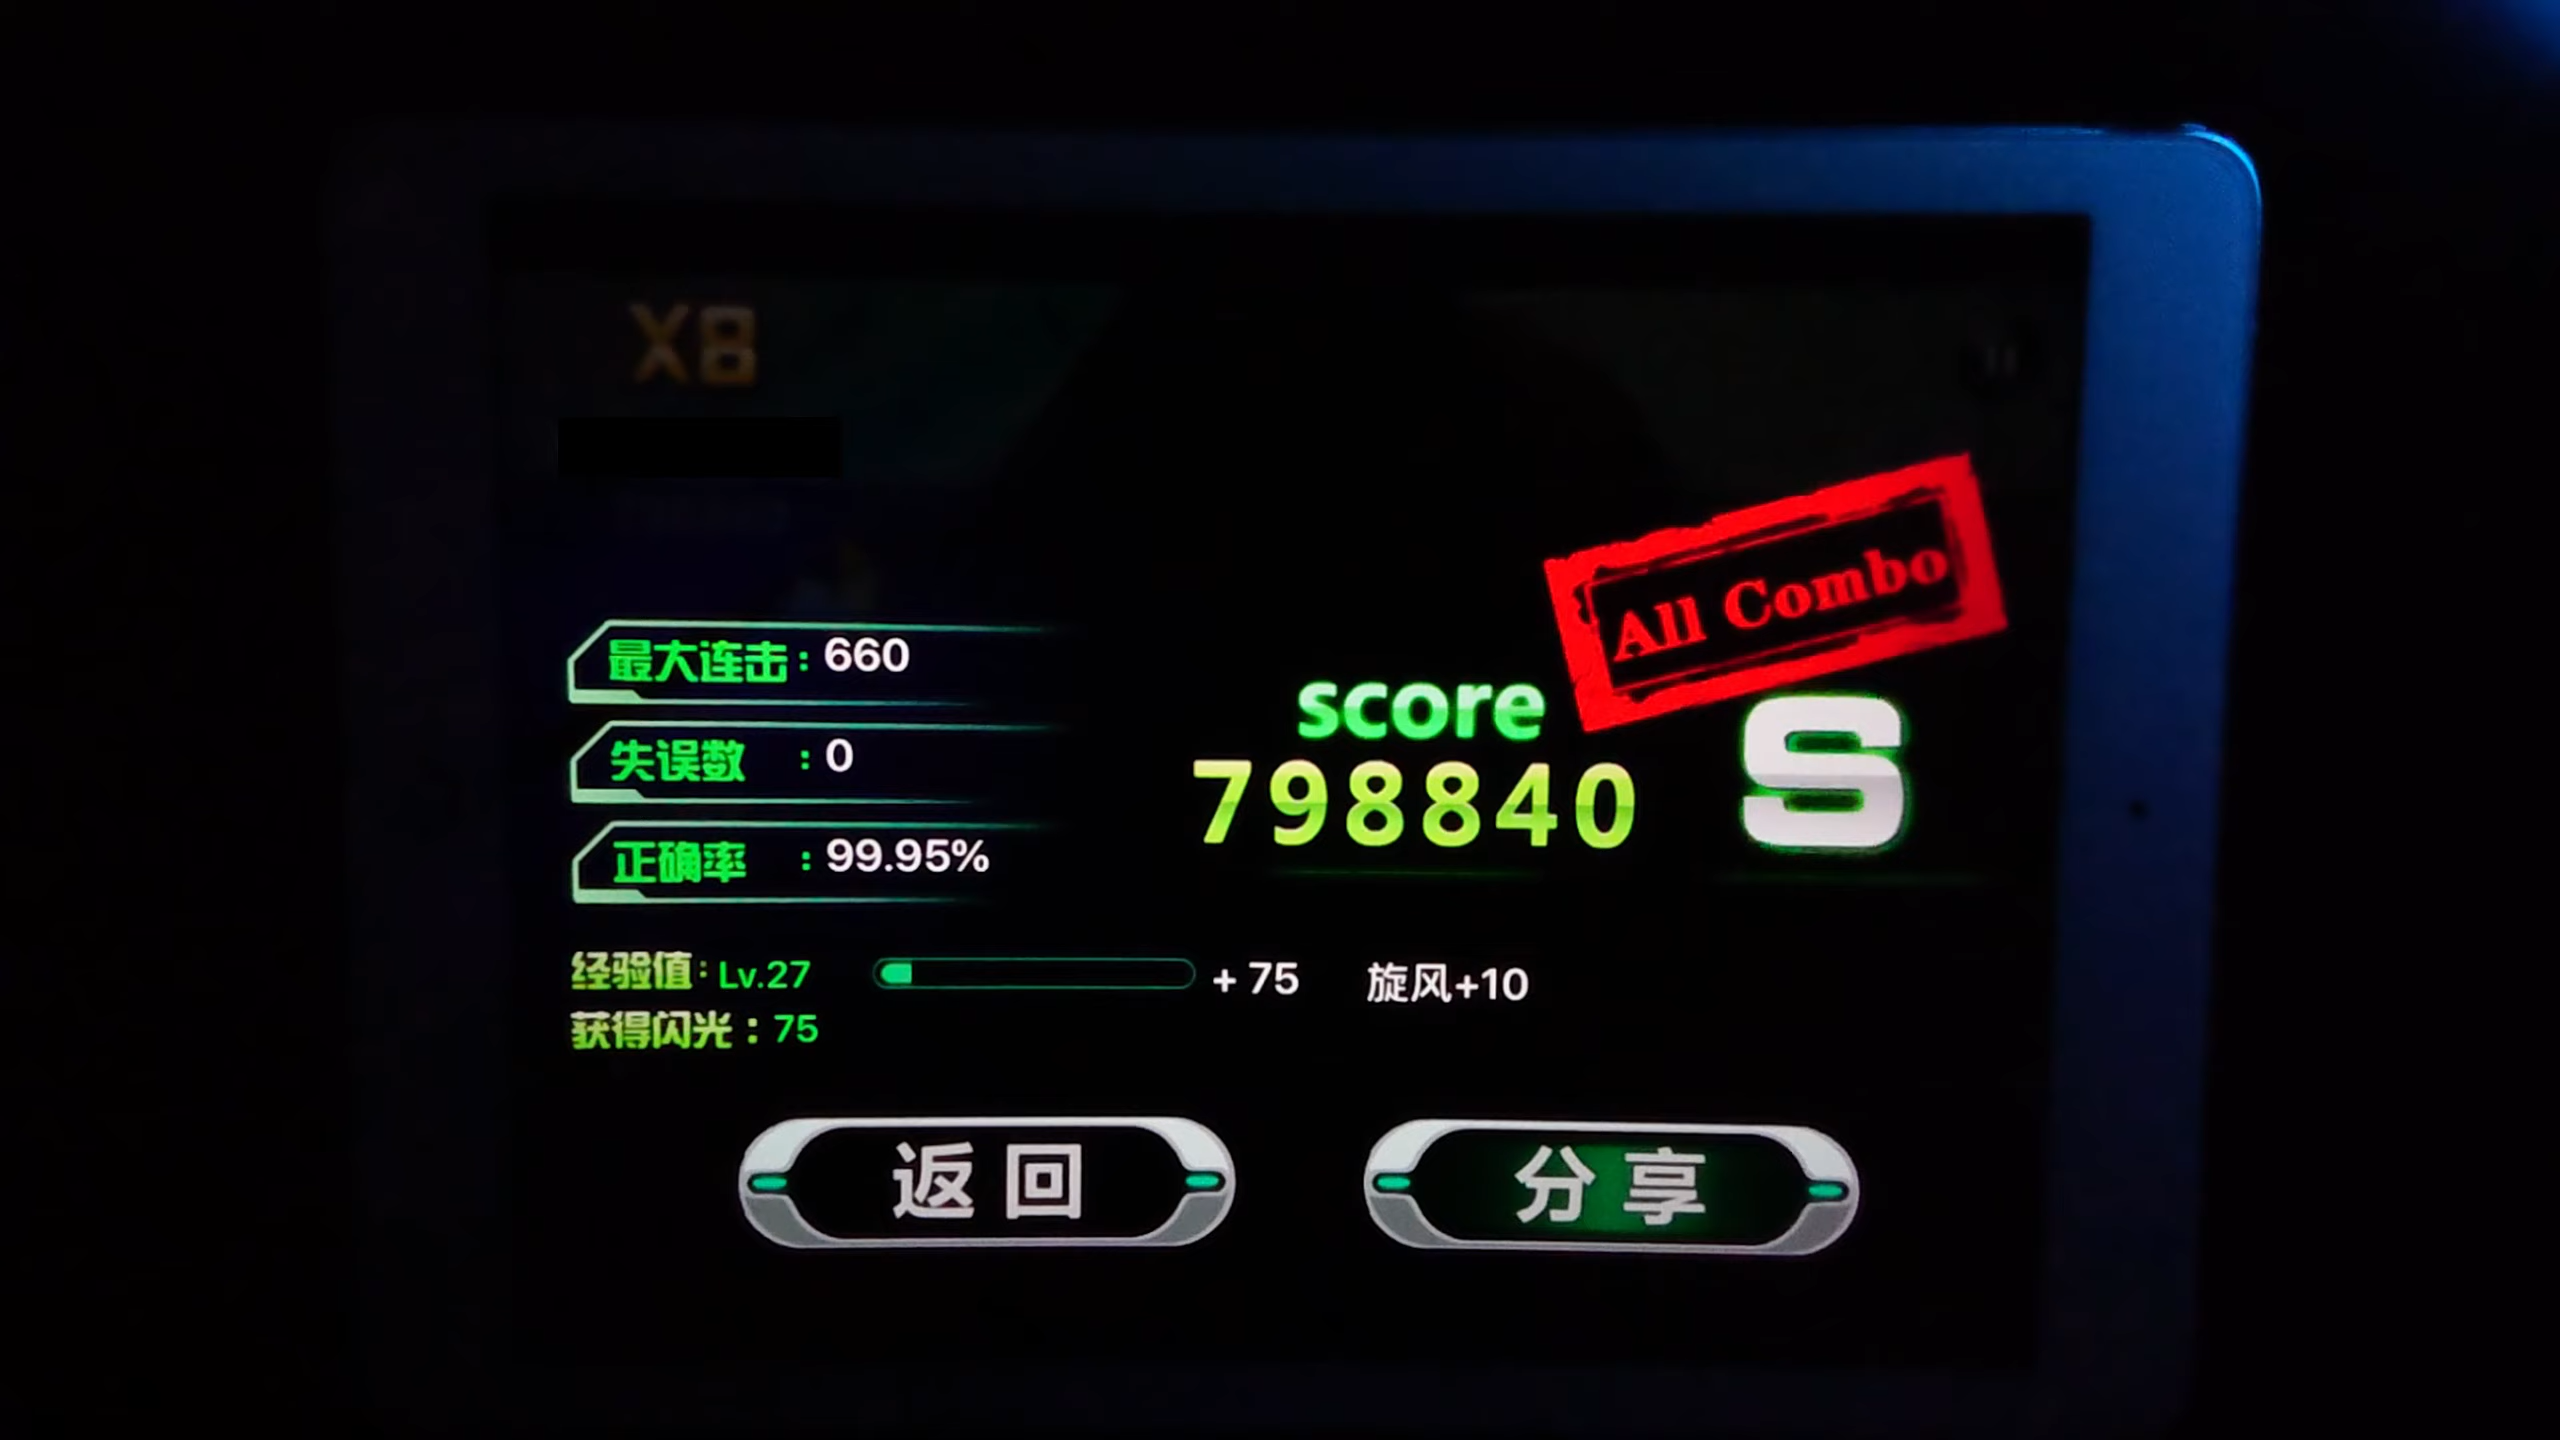 X8
All Combo
最大连击: 660
失误数 : 0
正确率 : 99.95%
score
798840
S
经验值: Lv.27
+ 75 旋风+10
获得闪光: 75
返回
分享